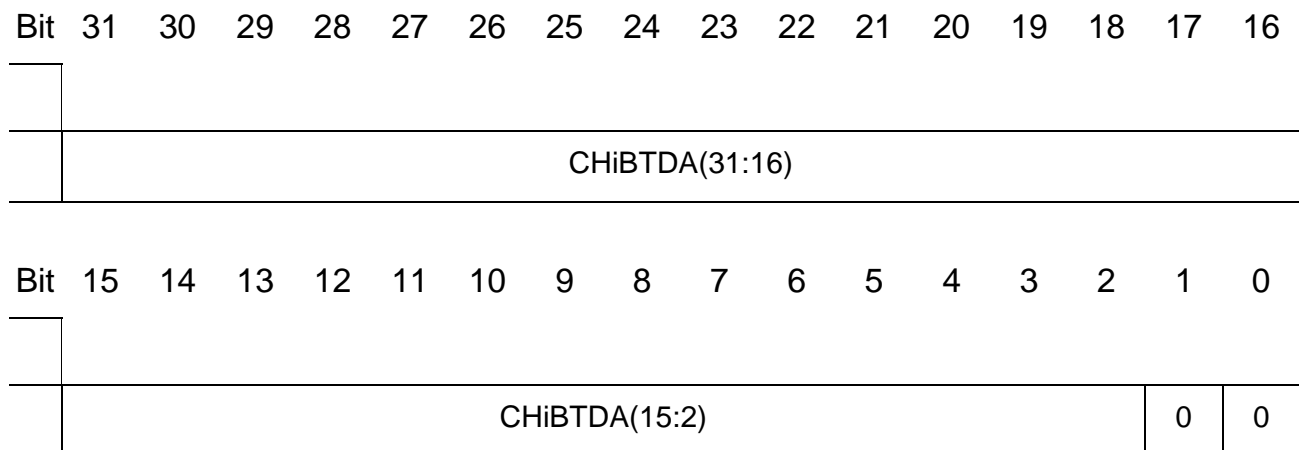 Bit 31 30 29 28 27 26 25 24 23 22 21 20 19 18 17 16
CHiBTDA(31:16)
Bit 15 14 13 12 11 10 9 8 7 6 5 4 3 2 1 0
CHiBTDA(15:2) 0 0